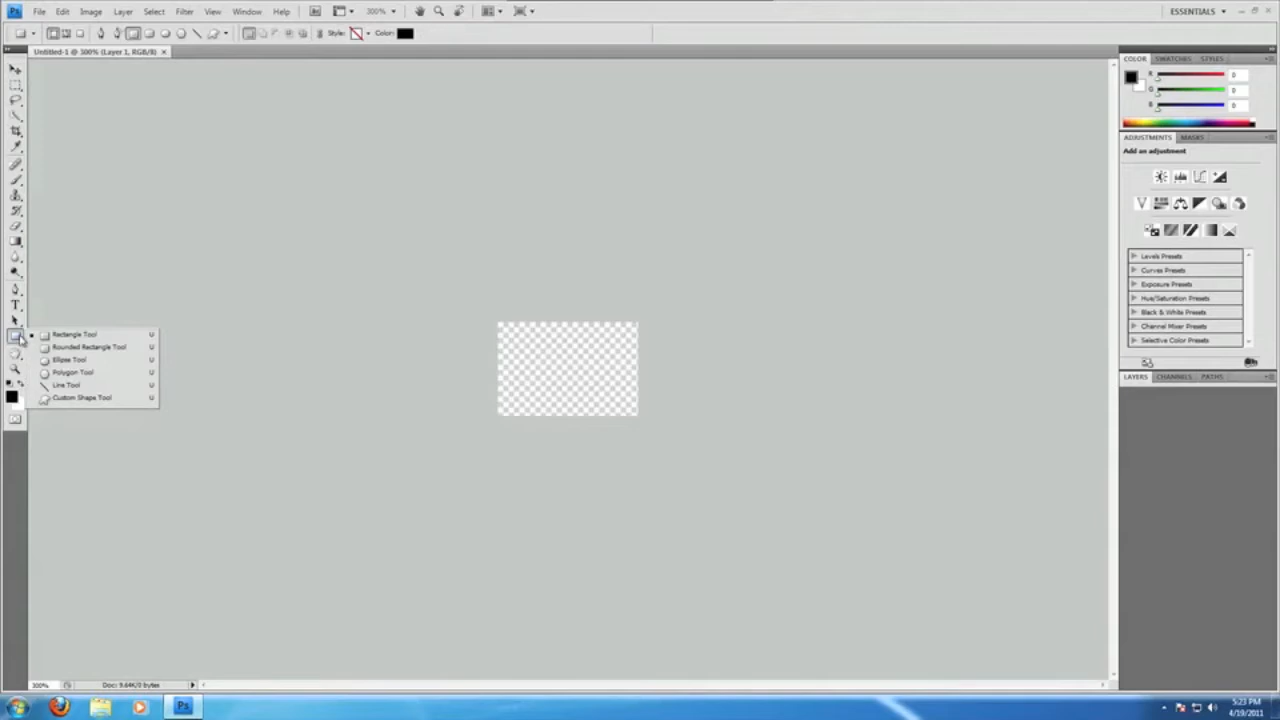 Ps File Edit Image Layer Select Filter View Window Help 300% ESSENTIALS
Style: Color:
Untitled-1 @ 300% (Layer 1, RGB/8) ×
COLOR SWATCHES STYLES
R 0
G 0
B 0
ADJUSTMENTS MASKS
Add an adjustment
Levels Presets
Curves Presets
Exposure Presets
Hue/Saturation Presets
Black & White Presets
Channel Mixer Presets
Selective Color Presets
LAYERS CHANNELS PATHS
T
Rectangle Tool U
Rounded Rectangle Tool U
Ellipse Tool U
Polygon Tool U
Line Tool U
Custom Shape Tool U
300% Doc: 9.64K/0 bytes
Ps
5:23 PM
4/19/2011